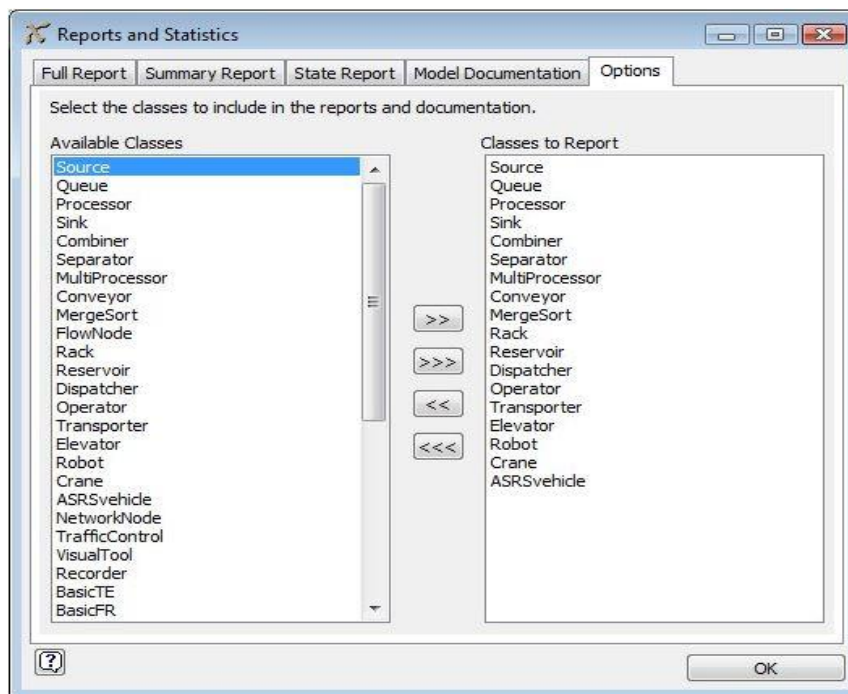 Reports and Statistics
Full Report
Summary Report
State Report
Model Documentation
Options
Select the classes to include in the reports and documentation.
Available Classes
Source
Queue
Processor
Sink
Combiner
Separator
MultiProcessor
Conveyor
MergeSort
FlowNode
Rack
Reservoir
Dispatcher
Operator
Transporter
Elevator
Robot
Crane
ASRSvehicle
NetworkNode
TrafficControl
VisualTool
Recorder
BasicTE
BasicFR
>>
>>>
<<
<<<
Classes to Report
Source
Queue
Processor
Sink
Combiner
Separator
MultiProcessor
Conveyor
MergeSort
Rack
Reservoir
Dispatcher
Operator
Transporter
Elevator
Robot
Crane
ASRSvehicle
?
OK